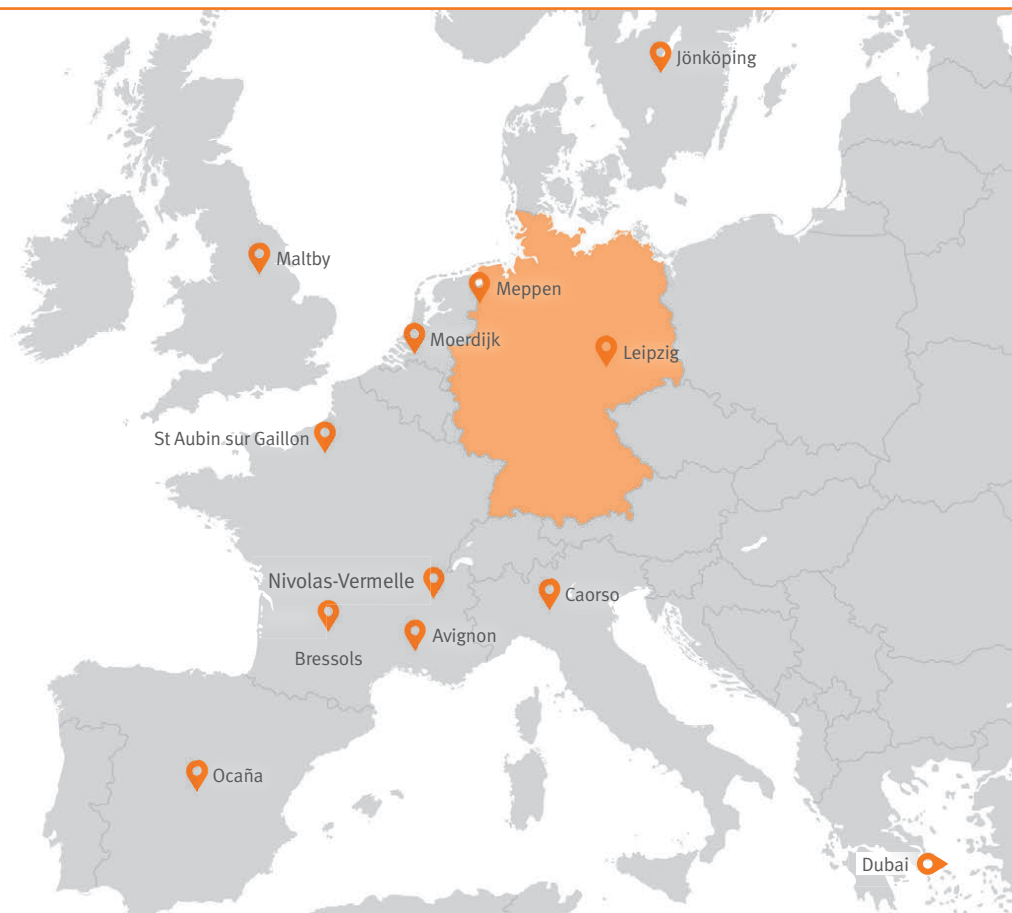 Jönköping
Maltby
Meppen
Moerdijk
Leipzig
St Aubin sur Gaillon
Nivolas-Vermelle
Caorso
Avignon
Bressols
Ocaña
Dubai